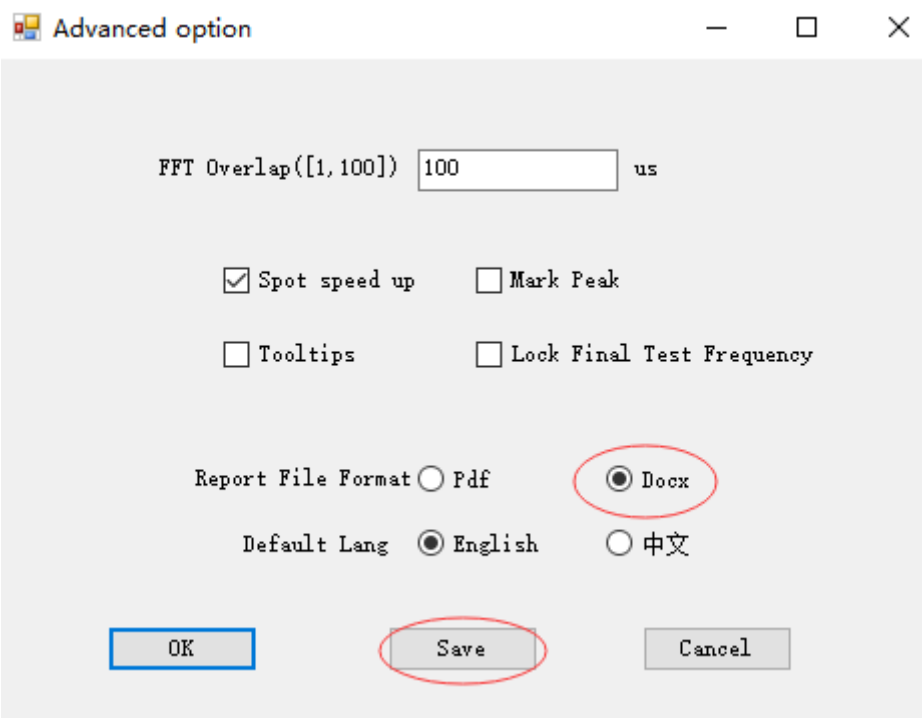 Advanced option
FFT Overlap([1,100]) 100 us
Spot speed up Mark Peak
Tooltips Lock Final Test Frequency
Report File Format Pdf Docx
Default Lang English 中文
OK Save Cancel